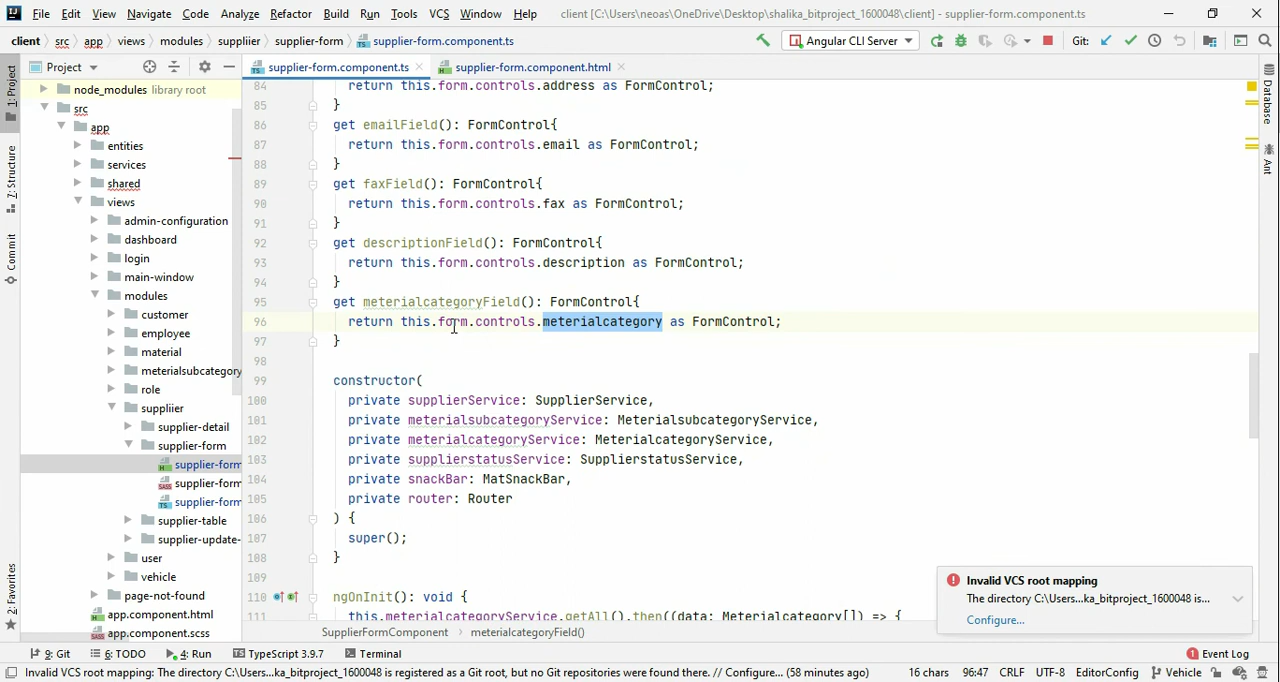 File Edit View Navigate Code Analyze Refactor Build Run Tools VCS Window Help client [C:\Users\neoas\OneDrive\Desktop\shalika_bitproject_1600048\client] - supplier-form.component.ts
client src app views modules suppliier supplier-form supplier-form.component.ts Angular CLI Server Git:
Project supplier-form.component.ts supplier-form.component.html
1: Project
7: Structure
Commit
2: Favorites
node_modules library root
src
app
entities
services
shared
views
admin-configuration
dashboard
login
main-window
modules
customer
employee
material
meterialsubcategory
role
suppliier
supplier-detail
supplier-form
supplier-form
supplier-form
supplier-form
supplier-table
supplier-update-
user
vehicle
page-not-found
app.component.html
app.component.scss
84 return this.form.controls.address as FormControl;
85 }
86 get emailField(): FormControl{
87 return this.form.controls.email as FormControl;
88 }
89 get faxField(): FormControl{
90 return this.form.controls.fax as FormControl;
91 }
92 get descriptionField(): FormControl{
93 return this.form.controls.description as FormControl;
94 }
95 get meterialcategoryField(): FormControl{
96 return this.form.controls.meterialcategory as FormControl;
97 }
98
99 constructor(
100 private supplierService: SupplierService,
101 private meterialsubcategoryService: MeterialsubcategoryService,
102 private meterialcategoryService: MeterialcategoryService,
103 private supplierstatusService: SupplierstatusService,
104 private snackBar: MatSnackBar,
105 private router: Router
106 ) {
107 super();
108 }
109
110 ngOnInit(): void {
111 this.meterialcategoryService.getAll().then((data: Meterialcategory[]) => {
SupplierFormComponent meterialcategoryField()
Database
Ant
Invalid VCS root mapping
The directory C:\Users...ka_bitproject_1600048 is...
Configure...
9: Git 6: TODO 4: Run TypeScript 3.9.7 Terminal 1 Event Log
Invalid VCS root mapping: The directory C:\Users...ka_bitproject_1600048 is registered as a Git root, but no Git repositories were found there. // Configure... (58 minutes ago) 16 chars 96:47 CRLF UTF-8 EditorConfig Vehicle